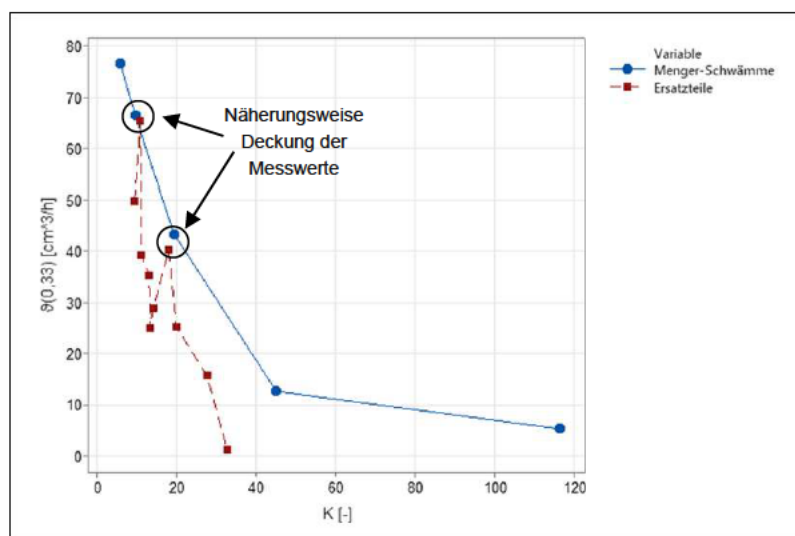 Variable
Menger-Schwämme
Ersatzteile
Näherungsweise
Deckung der
Messwerte
80
70
60
50
40
30
20
10
0
ϑ(0,33) [cm^3/h]
0 20 40 60 80 100 120
K [-]